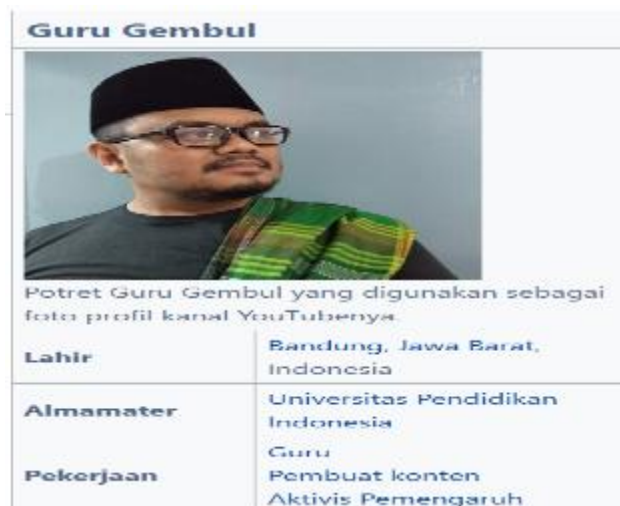 Guru Gembul
Potret Guru Gembul yang digunakan sebagai
foto profil kanal YouTubenya.
Lahir
Bandung, Jawa Barat,
Indonesia
Almamater
Universitas Pendidikan
Indonesia
Pekerjaan
Guru
Pembuat konten
Aktivis Pemengaruh